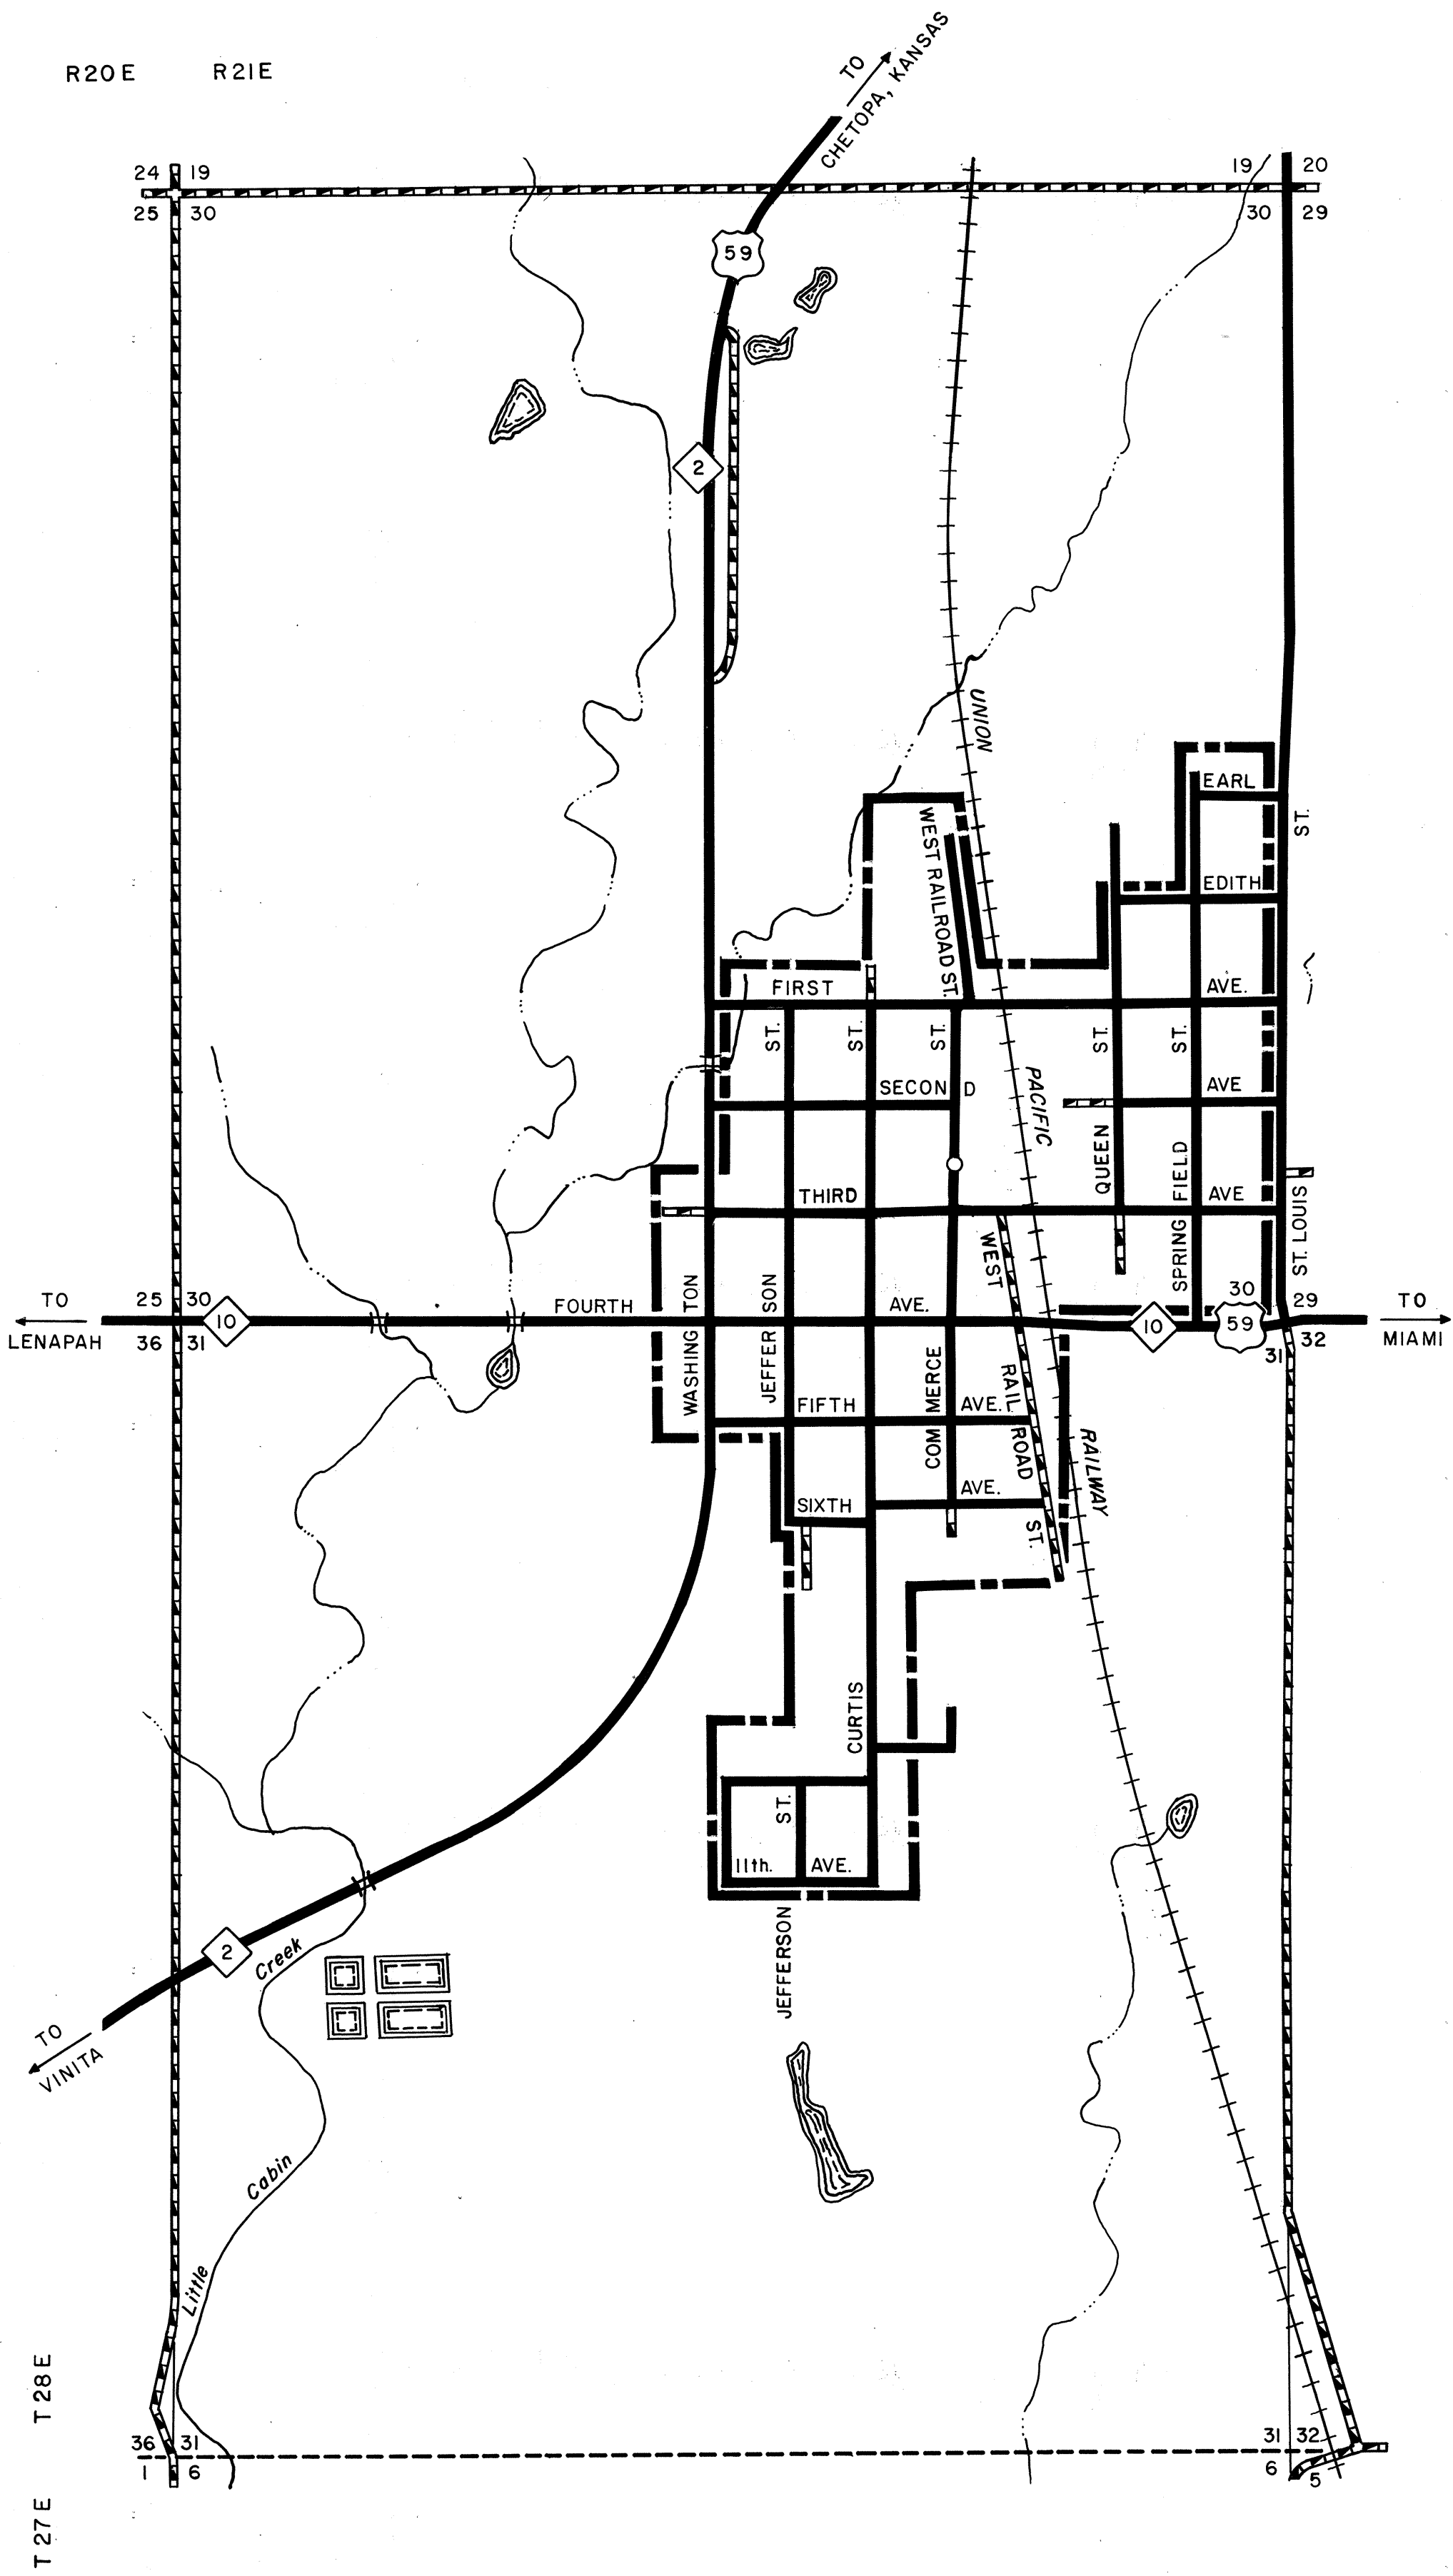 R20E R21E
TO
CHETOPA, KANSAS
24 19
25 30
19 20
30 29
59
2
UNION
EARL
ST.
WEST RAILROAD ST.
EDITH
FIRST AVE.
ST. ST. ST. ST. ST.
SECOND AVE
PACIFIC
QUEEN
SPRING FIELD
THIRD AVE
ST. LOUIS
WEST
25 30
36 31
10
TO
LENAPAH
FOURTH AVE.
WASHING TON
JEFFER SON
10
59
30 29
31 32
TO
MIAMI
COM MERCE
RAIL ROAD
FIFTH AVE.
RAILWAY
SIXTH AVE.
ST.
CURTIS
ST.
11th. AVE.
JEFFERSON
2
TO
VINITA
Creek
Cabin
Little
T28E
36 31
1 6
31 32
6 5
T27E